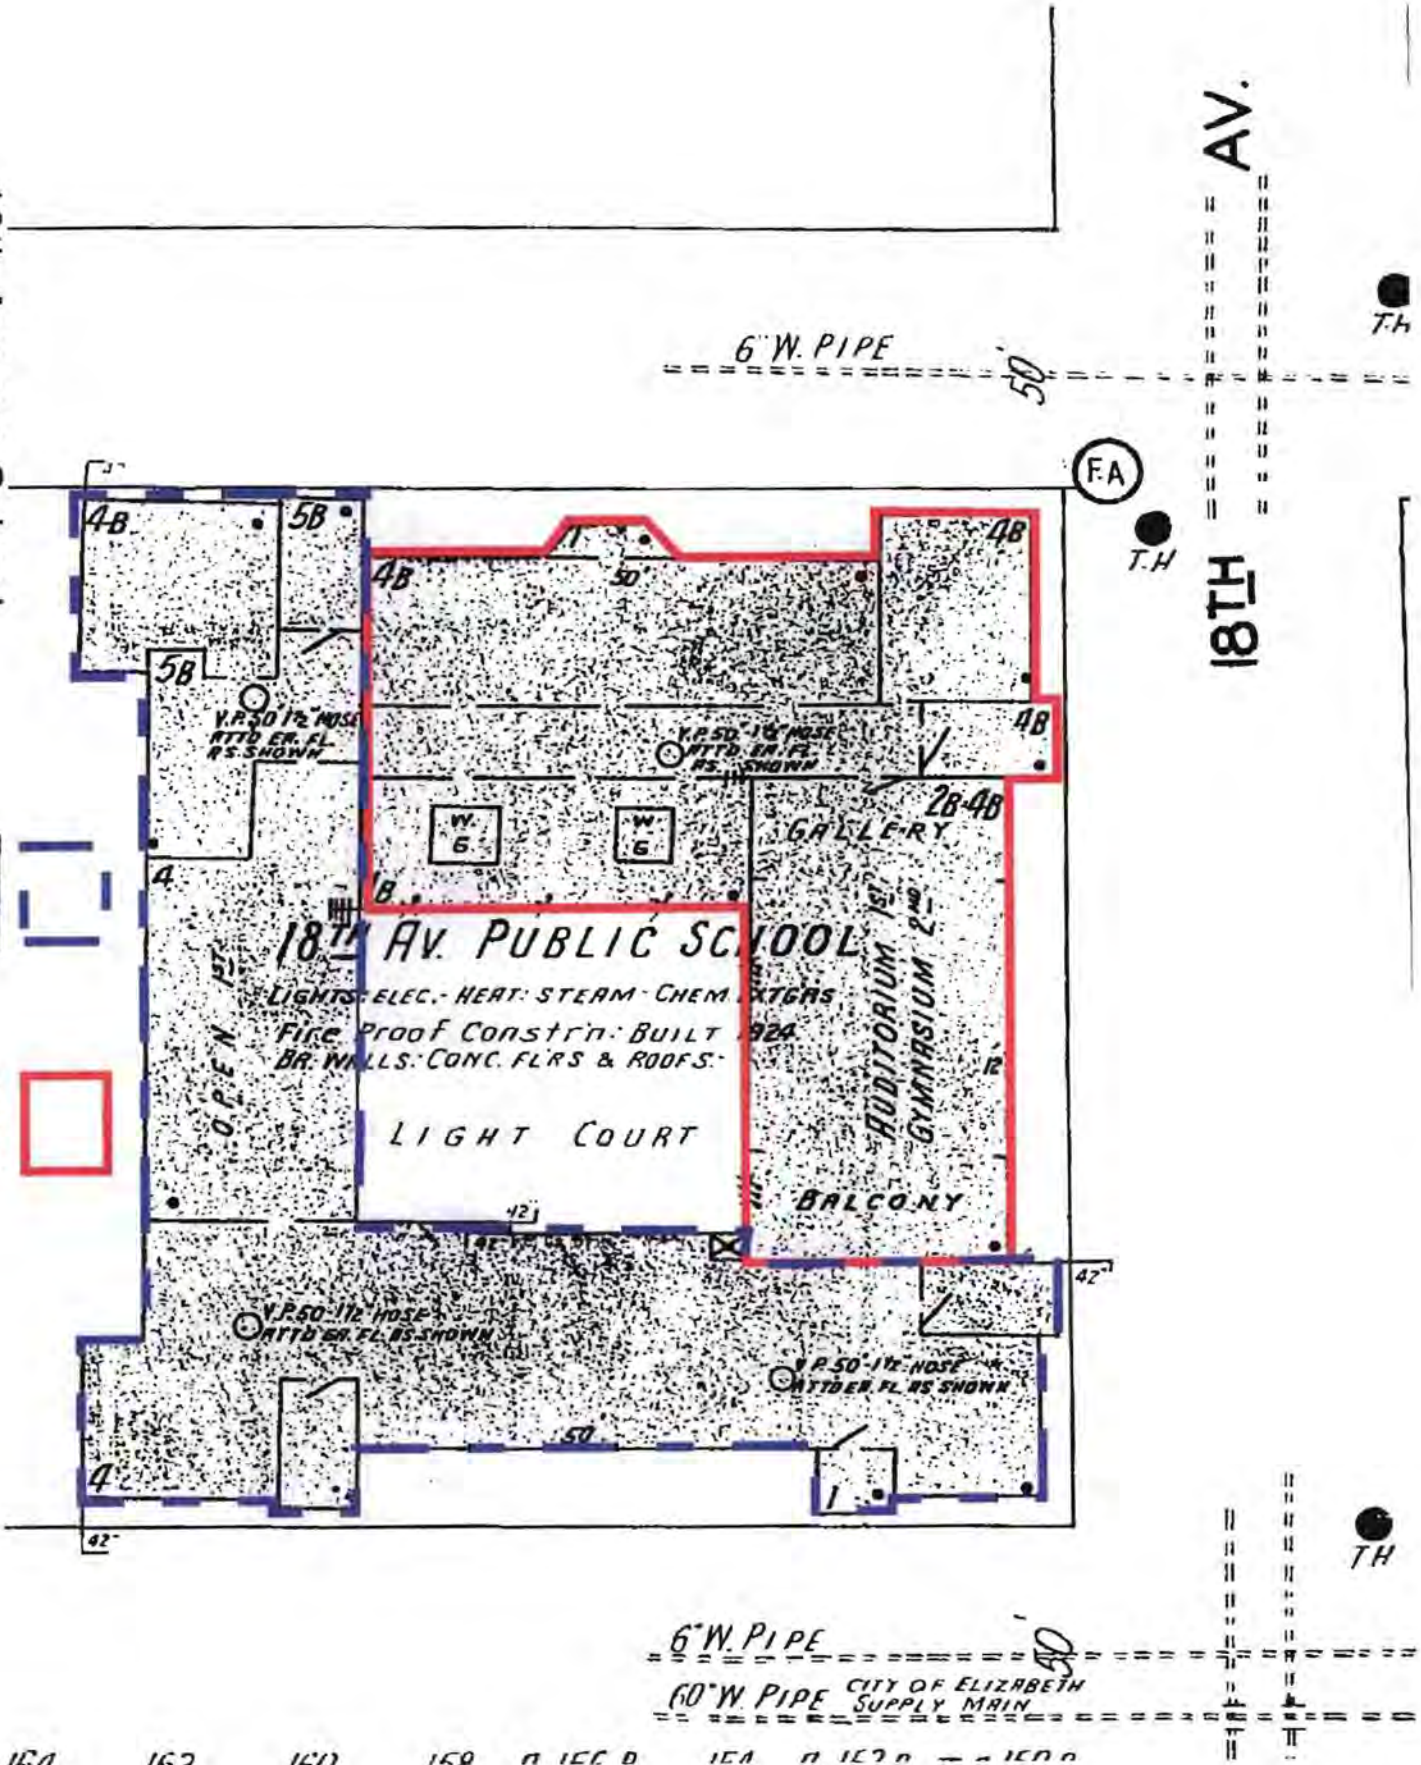 AV.
T.H
6" W. PIPE
50'
F.A
T.H
18TH
4B
5B
4B
50'
4B
5B
V.P. 50' 1½" HOSE
ATTD EA. FL.
AS SHOWN
V.P. 50' 1½" HOSE
ATTD EA. FL.
AS SHOWN
4B
2B-4B
GALLERY
W.
G
W
G
4
B
18TH AV. PUBLIC SCHOOL
LIGHTS: ELEC.- HEAT: STEAM- CHEM. EXTGRS
FIRE PROOF CONSTR'N: BUILT 1924
BR. WALLS: CONC. FLRS & ROOFS.
OPEN 1ST
AUDITORIUM 1ST
GYMNASIUM 2ND
12
LIGHT COURT
BALCONY
42'
42'
42'
V.P. 50' 1½" HOSE
ATTD EA. FL. AS SHOWN
V.P. 50' 1½" HOSE
ATTD EA. FL. AS SHOWN
50'
4
1
42'
T H
6" W. PIPE
50'
60" W. PIPE CITY OF ELIZABETH
SUPPLY MAIN